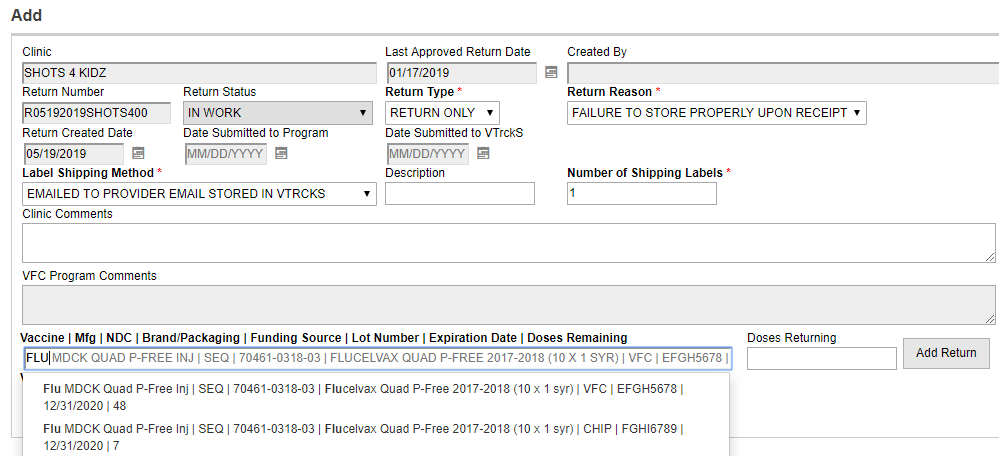 Add
Clinic Last Approved Return Date Created By
SHOTS 4 KIDZ 01/17/2019
Return Number Return Status Return Type * Return Reason *
R05192019SHOTS400 IN WORK RETURN ONLY FAILURE TO STORE PROPERLY UPON RECEIPT
Return Created Date Date Submitted to Program Date Submitted to VTrckS
05/19/2019 MM/DD/YYYY MM/DD/YYYY
Label Shipping Method * Description Number of Shipping Labels *
EMAILED TO PROVIDER EMAIL STORED IN VTRCKS 1
Clinic Comments
VFC Program Comments
Vaccine | Mfg | NDC | Brand/Packaging | Funding Source | Lot Number | Expiration Date | Doses Remaining Doses Returning
FLU MDCK QUAD P-FREE INJ | SEQ | 70461-0318-03 | FLUCELVAX QUAD P-FREE 2017-2018 (10 X 1 SYR) | VFC | EFGH5678 | Add Return
Flu MDCK Quad P-Free Inj | SEQ | 70461-0318-03 | Flucelvax Quad P-Free 2017-2018 (10 x 1 syr) | VFC | EFGH5678 |
12/31/2020 | 48
Flu MDCK Quad P-Free Inj | SEQ | 70461-0318-03 | Flucelvax Quad P-Free 2017-2018 (10 x 1 syr) | CHIP | FGHI6789 |
12/31/2020 | 7